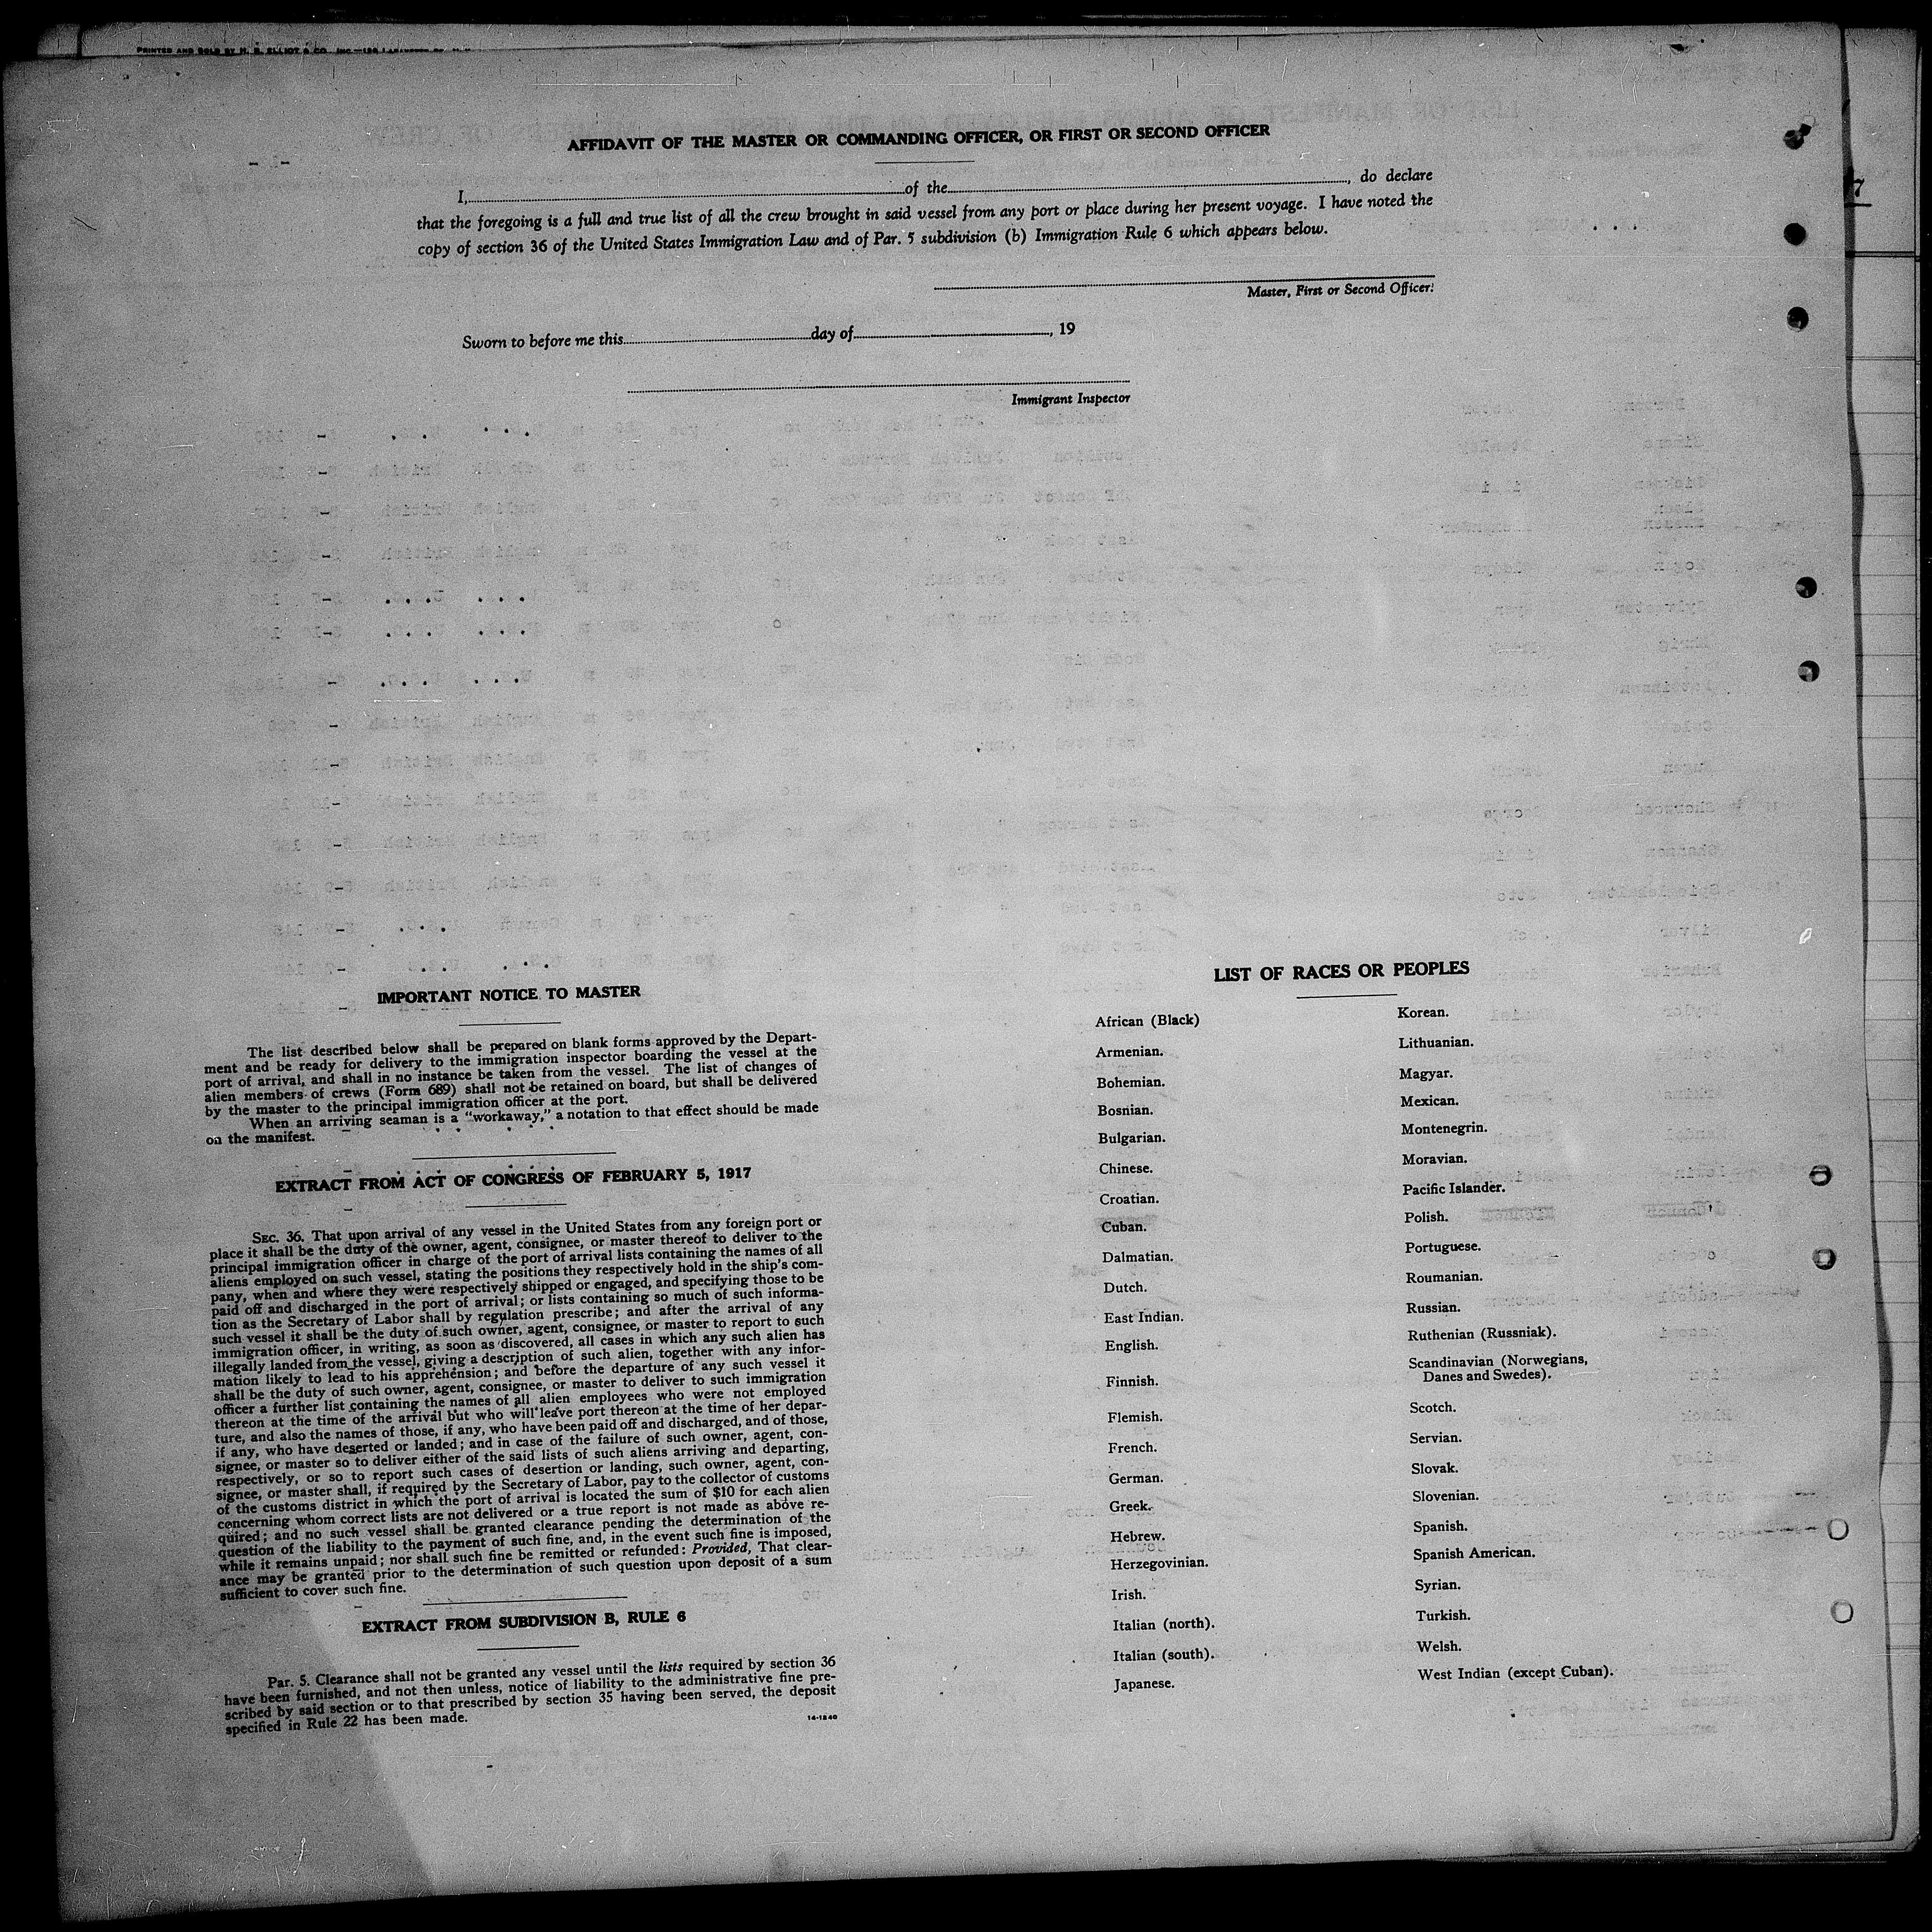 PRINTED AND SOLD BY H. B. ELLIOT & CO. INC.
AFFIDAVIT OF THE MASTER OR COMMANDING OFFICER, OR FIRST OR SECOND OFFICER
-1-
I, of the , do declare
that the foregoing is a full and true list of all the crew brought in said vessel from any port or place during her present voyage. I have noted the
copy of section 36 of the United States Immigration Law and of Par. 5 subdivision (b) Immigration Rule 6 which appears below.
Master, First or Second Officer.
Sworn to before me this day of , 19
Immigrant Inspector
IMPORTANT NOTICE TO MASTER
The list described below shall be prepared on blank forms approved by the Depart-
ment and be ready for delivery to the immigration inspector boarding the vessel at the
port of arrival, and shall in no instance be taken from the vessel. The list of changes of
alien members of crews (Form 689) shall not be retained on board, but shall be delivered
by the master to the principal immigration officer at the port.
When an arriving seaman is a "workaway," a notation to that effect should be made
on the manifest.
EXTRACT FROM ACT OF CONGRESS OF FEBRUARY 5, 1917
SEC. 36. That upon arrival of any vessel in the United States from any foreign port or
place it shall be the duty of the owner, agent, consignee, or master thereof to deliver to the
principal immigration officer in charge of the port of arrival lists containing the names of all
aliens employed on such vessel, stating the positions they respectively hold in the ship's com-
pany, when and where they were respectively shipped or engaged, and specifying those to be
paid off and discharged in the port of arrival; or lists containing so much of such informa-
tion as the Secretary of Labor shall by regulation prescribe; and after the arrival of any
such vessel it shall be the duty of such owner, agent, consignee, or master to report to such
immigration officer, in writing, as soon as discovered, all cases in which any such alien has
illegally landed from the vessel, giving a description of such alien, together with any infor-
mation likely to lead to his apprehension; and before the departure of any such vessel it
shall be the duty of such owner, agent, consignee, or master to deliver to such immigration
officer a further list containing the names of all alien employees who were not employed
thereon at the time of the arrival but who will leave port thereon at the time of her depar-
ture, and also the names of those, if any, who have been paid off and discharged, and of those,
if any, who have deserted or landed; and in case of the failure of such owner, agent, con-
signee, or master so to deliver either of the said lists of such aliens arriving and departing,
respectively, or so to report such cases of desertion or landing, such owner, agent, con-
signee, or master shall, if required by the Secretary of Labor, pay to the collector of customs
of the customs district in which the port of arrival is located the sum of $10 for each alien
concerning whom correct lists are not delivered or a true report is not made as above re-
quired; and no such vessel shall be granted clearance pending the determination of the
question of the liability to the payment of such fine, and, in the event such fine is imposed,
while it remains unpaid; nor shall such fine be remitted or refunded: Provided, That clear-
ance may be granted prior to the determination of such question upon deposit of a sum
sufficient to cover such fine.
EXTRACT FROM SUBDIVISION B, RULE 6
Par. 5. Clearance shall not be granted any vessel until the lists required by section 36
have been furnished, and not then unless, notice of liability to the administrative fine pre-
scribed by said section or to that prescribed by section 35 having been served, the deposit
specified in Rule 22 has been made.
14-1240
LIST OF RACES OR PEOPLES
African (Black)
Armenian.
Bohemian.
Bosnian.
Bulgarian.
Chinese.
Croatian.
Cuban.
Dalmatian.
Dutch.
East Indian.
English.
Finnish.
Flemish.
French.
German.
Greek.
Hebrew.
Herzegovinian.
Irish.
Italian (north).
Italian (south).
Japanese.
Korean.
Lithuanian.
Magyar.
Mexican.
Montenegrin.
Moravian.
Pacific Islander.
Polish.
Portuguese.
Roumanian.
Russian.
Ruthenian (Russniak).
Scandinavian (Norwegians,
Danes and Swedes).
Scotch.
Servian.
Slovak.
Slovenian.
Spanish.
Spanish American.
Syrian.
Turkish.
Welsh.
West Indian (except Cuban).
7